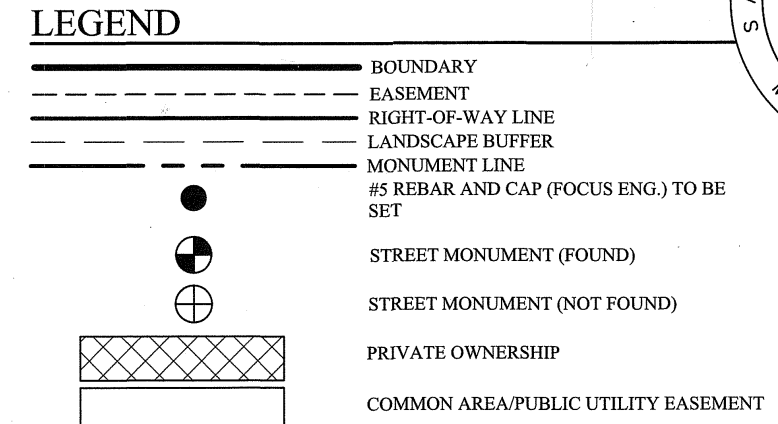 LEGEND
BOUNDARY
EASEMENT
RIGHT-OF-WAY LINE
LANDSCAPE BUFFER
MONUMENT LINE
#5 REBAR AND CAP (FOCUS ENG.) TO BE
SET
STREET MONUMENT (FOUND)
STREET MONUMENT (NOT FOUND)
PRIVATE OWNERSHIP
COMMON AREA/PUBLIC UTILITY EASEMENT